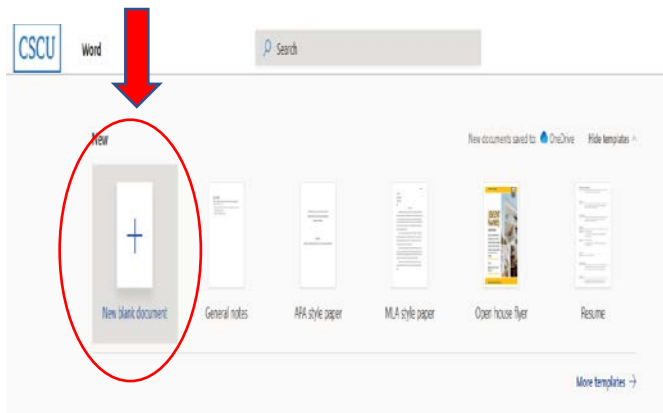 CSCU Word Search
New New documents saved to: OneDrive Hide templates
New blank document General notes APA style paper MLA style paper Open house flyer Resume
More templates →